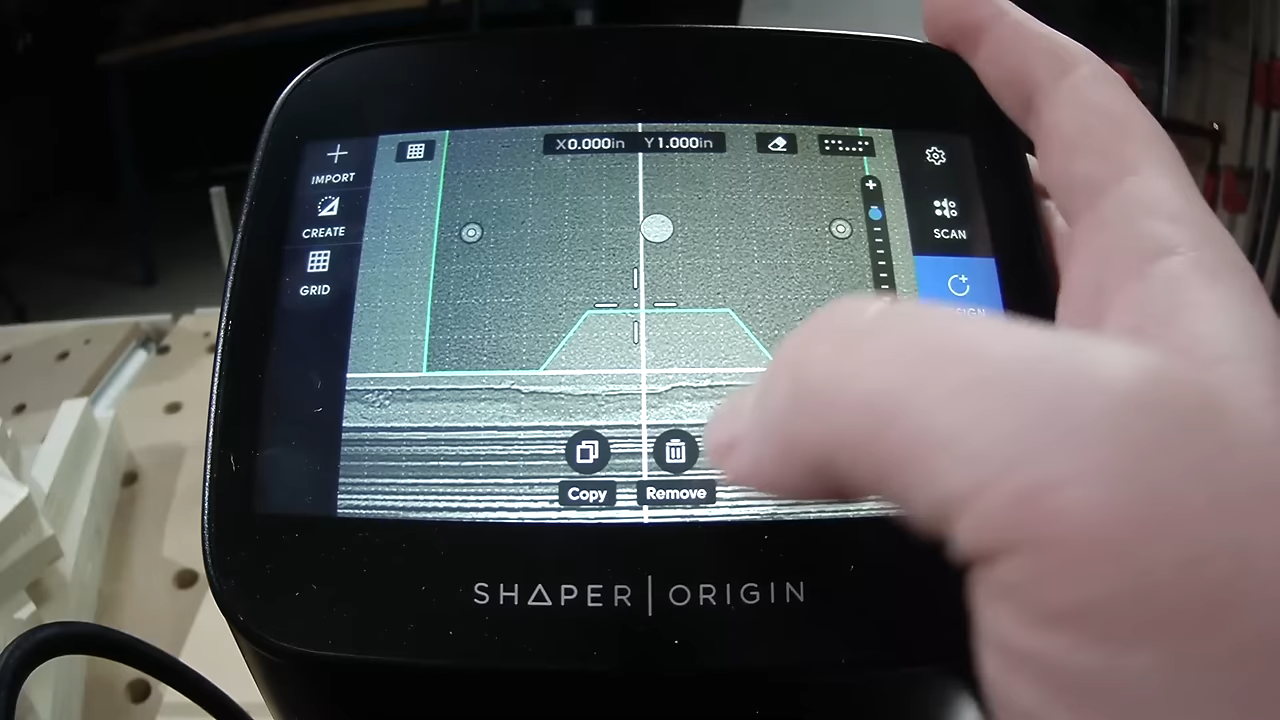 X0.000in Y1.000in
IMPORT
CREATE
GRID
SCAN
Copy
Remove
SHAPER | ORIGIN